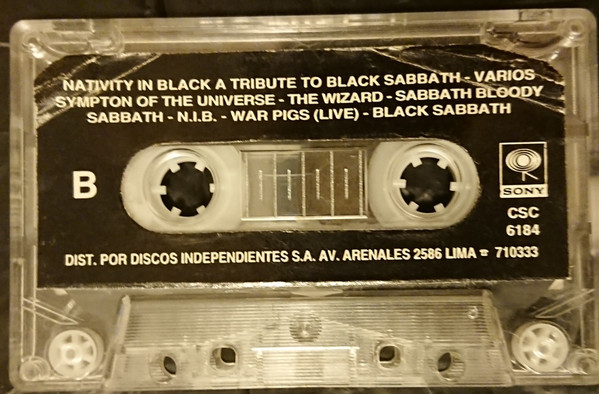 NATIVITY IN BLACK A TRIBUTE TO BLACK SABBATH - VARIOS
SYMPTON OF THE UNIVERSE - THE WIZARD - SABBATH BLOODY
SABBATH - N.I.B. - WAR PIGS (LIVE) - BLACK SABBATH
B
SONY
CSC
6184
DIST. POR DISCOS INDEPENDIENTES S.A. AV. ARENALES 2586 LIMA ☎ 710333